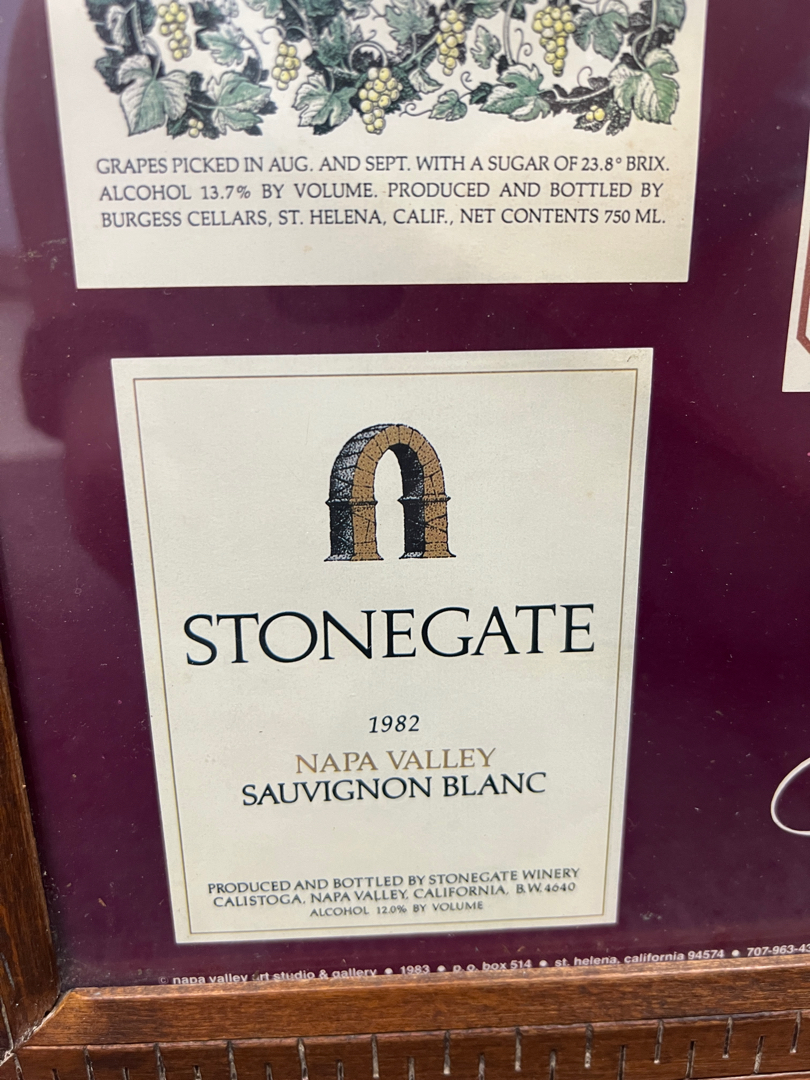 GRAPES PICKED IN AUG. AND SEPT. WITH A SUGAR OF 23.8° BRIX.
ALCOHOL 13.7% BY VOLUME. PRODUCED AND BOTTLED BY
BURGESS CELLARS, ST. HELENA, CALIF., NET CONTENTS 750 ML.
STONEGATE
1982
NAPA VALLEY
SAUVIGNON BLANC
PRODUCED AND BOTTLED BY STONEGATE WINERY
CALISTOGA, NAPA VALLEY, CALIFORNIA, B.W. 4640
ALCOHOL 12.0% BY VOLUME
napa valley art studio & gallery • 1983 • p. o. box 514 • st. helena, california 94574 • 707-963-43